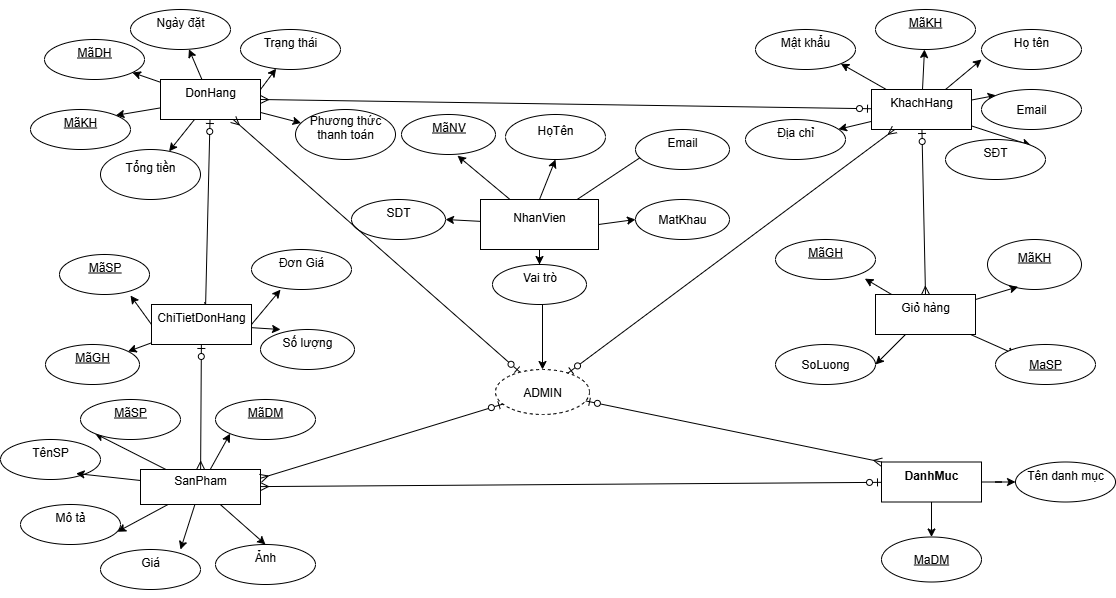 Ngày đặt
MãKH
Trạng thái
Mật khẩu
Họ tên
MãDH
DonHang
KhachHang
Email
MãKH
Phương thức
thanh toán
MãNV
HọTên
Địa chỉ
Tổng tiền
Email
SĐT
SDT
NhanVien
MatKhau
MãSP
Đơn Giá
Vai trò
MãGH
MãKH
ChiTietDonHang
Giỏ hàng
MãGH
Số lượng
SoLuong
MaSP
ADMIN
MãSP
MãDM
TênSP
SanPham
DanhMuc
Tên danh mục
Mô tả
Giá
Ảnh
MaDM